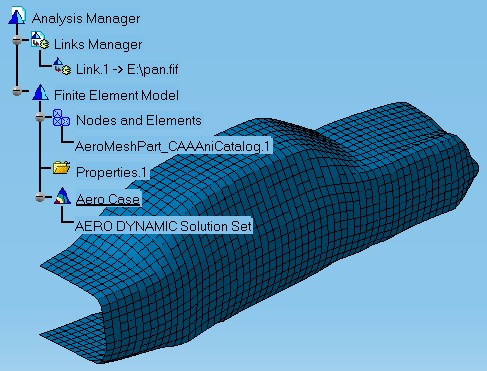 Analysis Manager
Links Manager
Link.1 -> E:\pan.fif
Finite Element Model
Nodes and Elements
AeroMeshPart_CAAAniCatalog.1
Properties.1
Aero Case
AERO DYNAMIC Solution Set